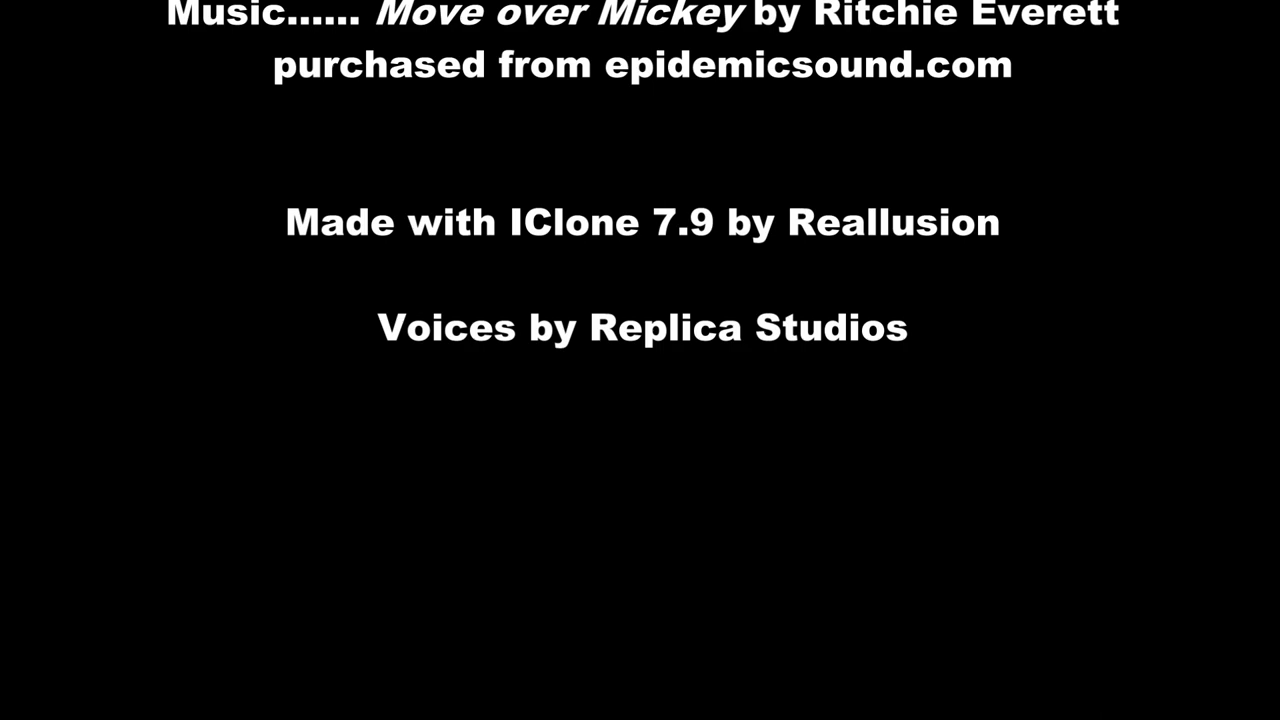 Music...... Move over Mickey by Ritchie Everett
purchased from epidemicsound.com
Made with IClone 7.9 by Reallusion
Voices by Replica Studios